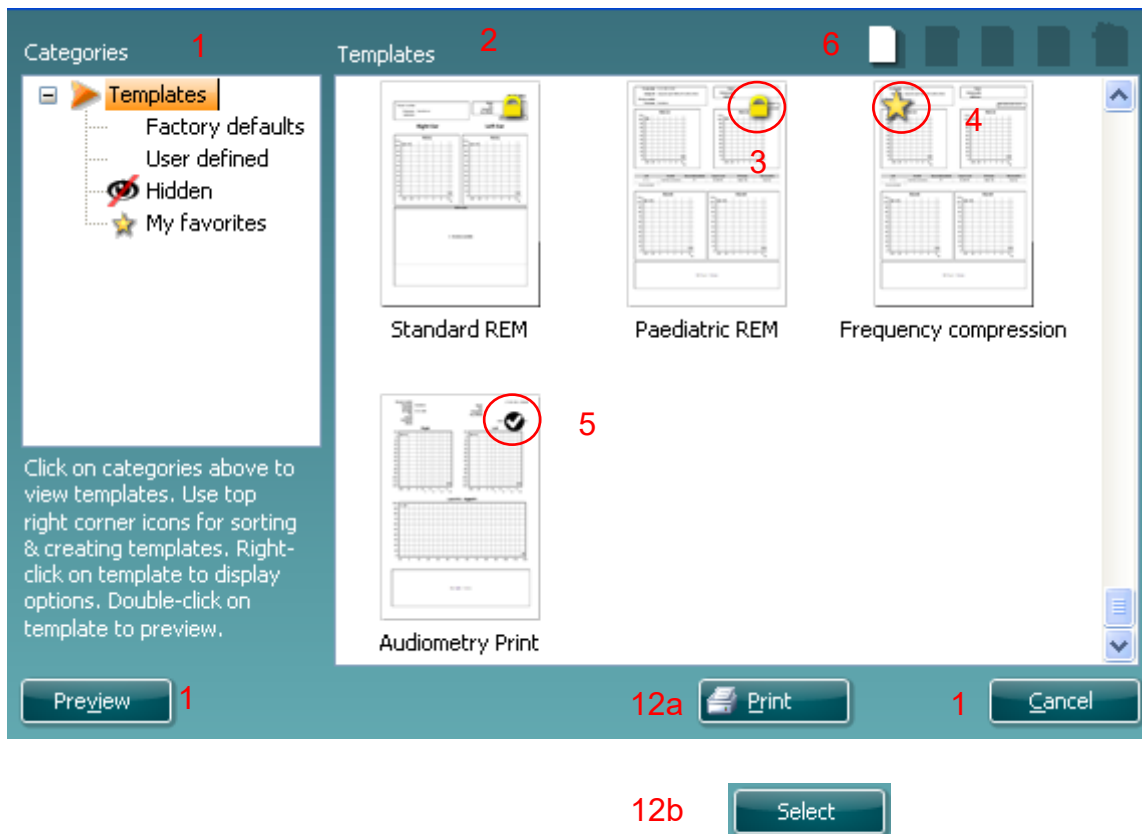 Categories 1
Templates 2
6
Templates
Factory defaults
User defined
Hidden
My favorites
3
4
Standard REM
Paediatric REM
Frequency compression
5
Audiometry Print
Click on categories above to
view templates. Use top
right corner icons for sorting
& creating templates. Right-
click on template to display
options. Double-click on
template to preview.
Preview 1
12a Print
1 Cancel
12b Select